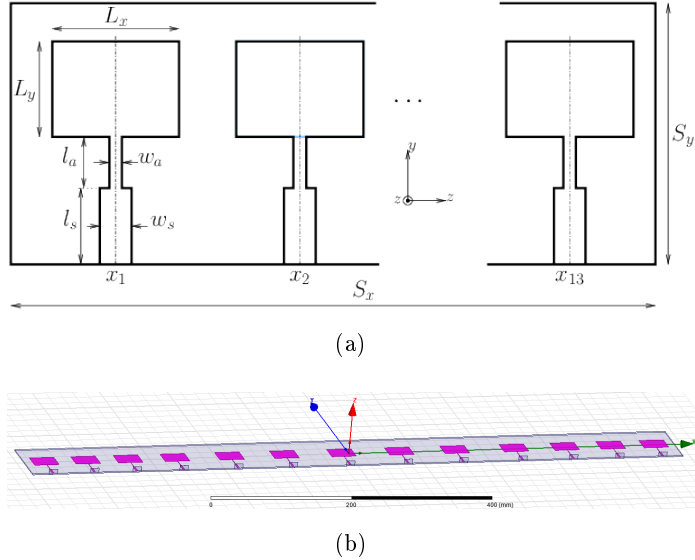 L_x
L_y
...
S_y
l_a
w_a
y
z
z
l_s
w_s
x_1
x_2
x_13
S_x
(a)
z
0
200
400 (mm)
(b)